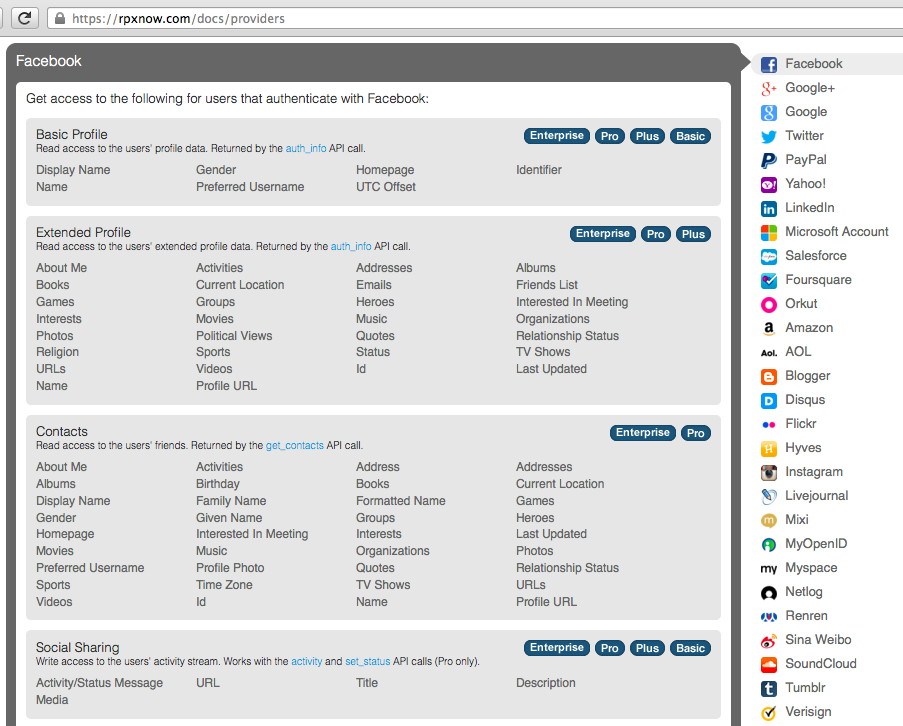 https://rpxnow.com/docs/providers
Facebook
Get access to the following for users that authenticate with Facebook:
Basic Profile Enterprise Pro Plus Basic
Read access to the users' profile data. Returned by the auth_info API call.
Display Name Gender Homepage Identifier
Name Preferred Username UTC Offset
Extended Profile Enterprise Pro Plus
Read access to the users' extended profile data. Returned by the auth_info API call.
About Me Activities Addresses Albums
Books Current Location Emails Friends List
Games Groups Heroes Interested In Meeting
Interests Movies Music Organizations
Photos Political Views Quotes Relationship Status
Religion Sports Status TV Shows
URLs Videos Id Last Updated
Name Profile URL
Contacts Enterprise Pro
Read access to the users' friends. Returned by the get_contacts API call.
About Me Activities Address Addresses
Albums Birthday Books Current Location
Display Name Family Name Formatted Name Games
Gender Given Name Groups Heroes
Homepage Interested In Meeting Interests Last Updated
Movies Music Organizations Photos
Preferred Username Profile Photo Quotes Relationship Status
Sports Time Zone TV Shows URLs
Videos Id Name Profile URL
Social Sharing Enterprise Pro Plus Basic
Write access to the users' activity stream. Works with the activity and set_status API calls (Pro only).
Activity/Status Message URL Title Description
Media
Facebook
Google+
Google
Twitter
PayPal
Yahoo!
LinkedIn
Microsoft Account
Salesforce
Foursquare
Orkut
Amazon
Aol. AOL
Blogger
Disqus
Flickr
Hyves
Instagram
Livejournal
Mixi
MyOpenID
my Myspace
Netlog
Renren
Sina Weibo
SoundCloud
Tumblr
Verisign